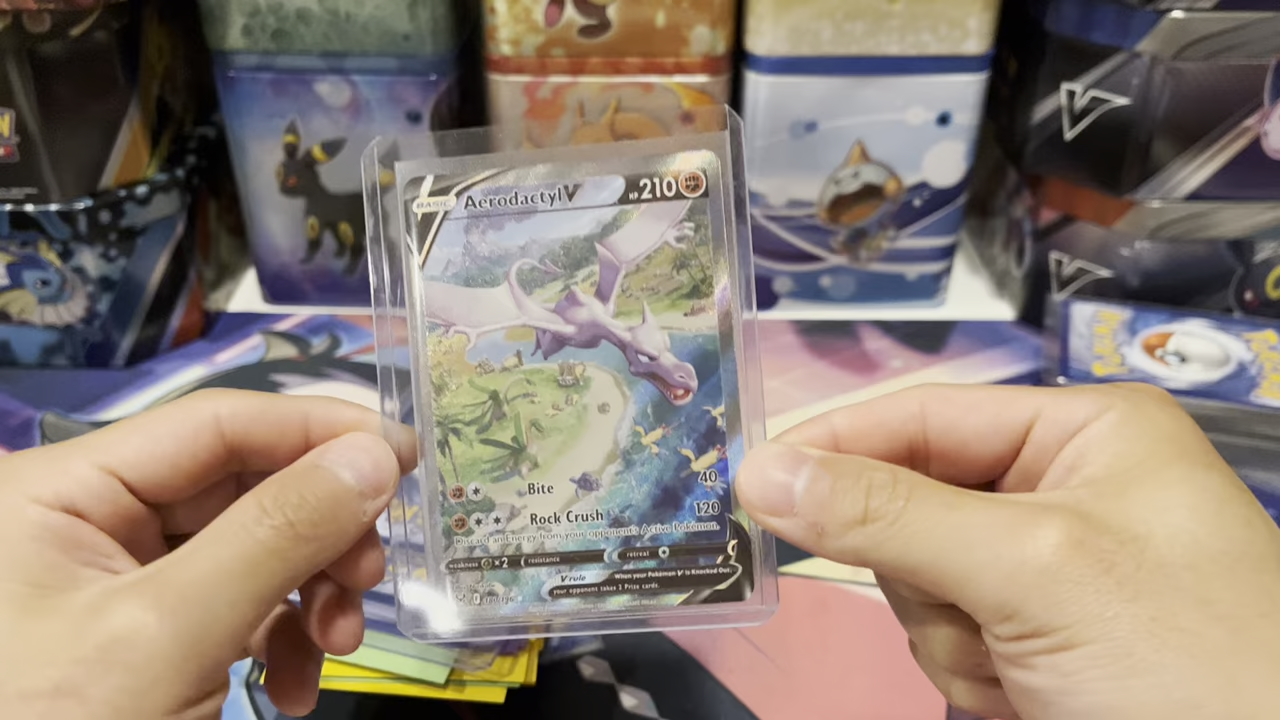 BASIC Aerodactyl V HP 210
Bite 40
Rock Crush 120
Discard an Energy from your opponent's Active Pokémon.
weakness ×2 resistance retreat
V rule When your Pokémon V is Knocked Out,
your opponent takes 2 Prize cards.
V
V